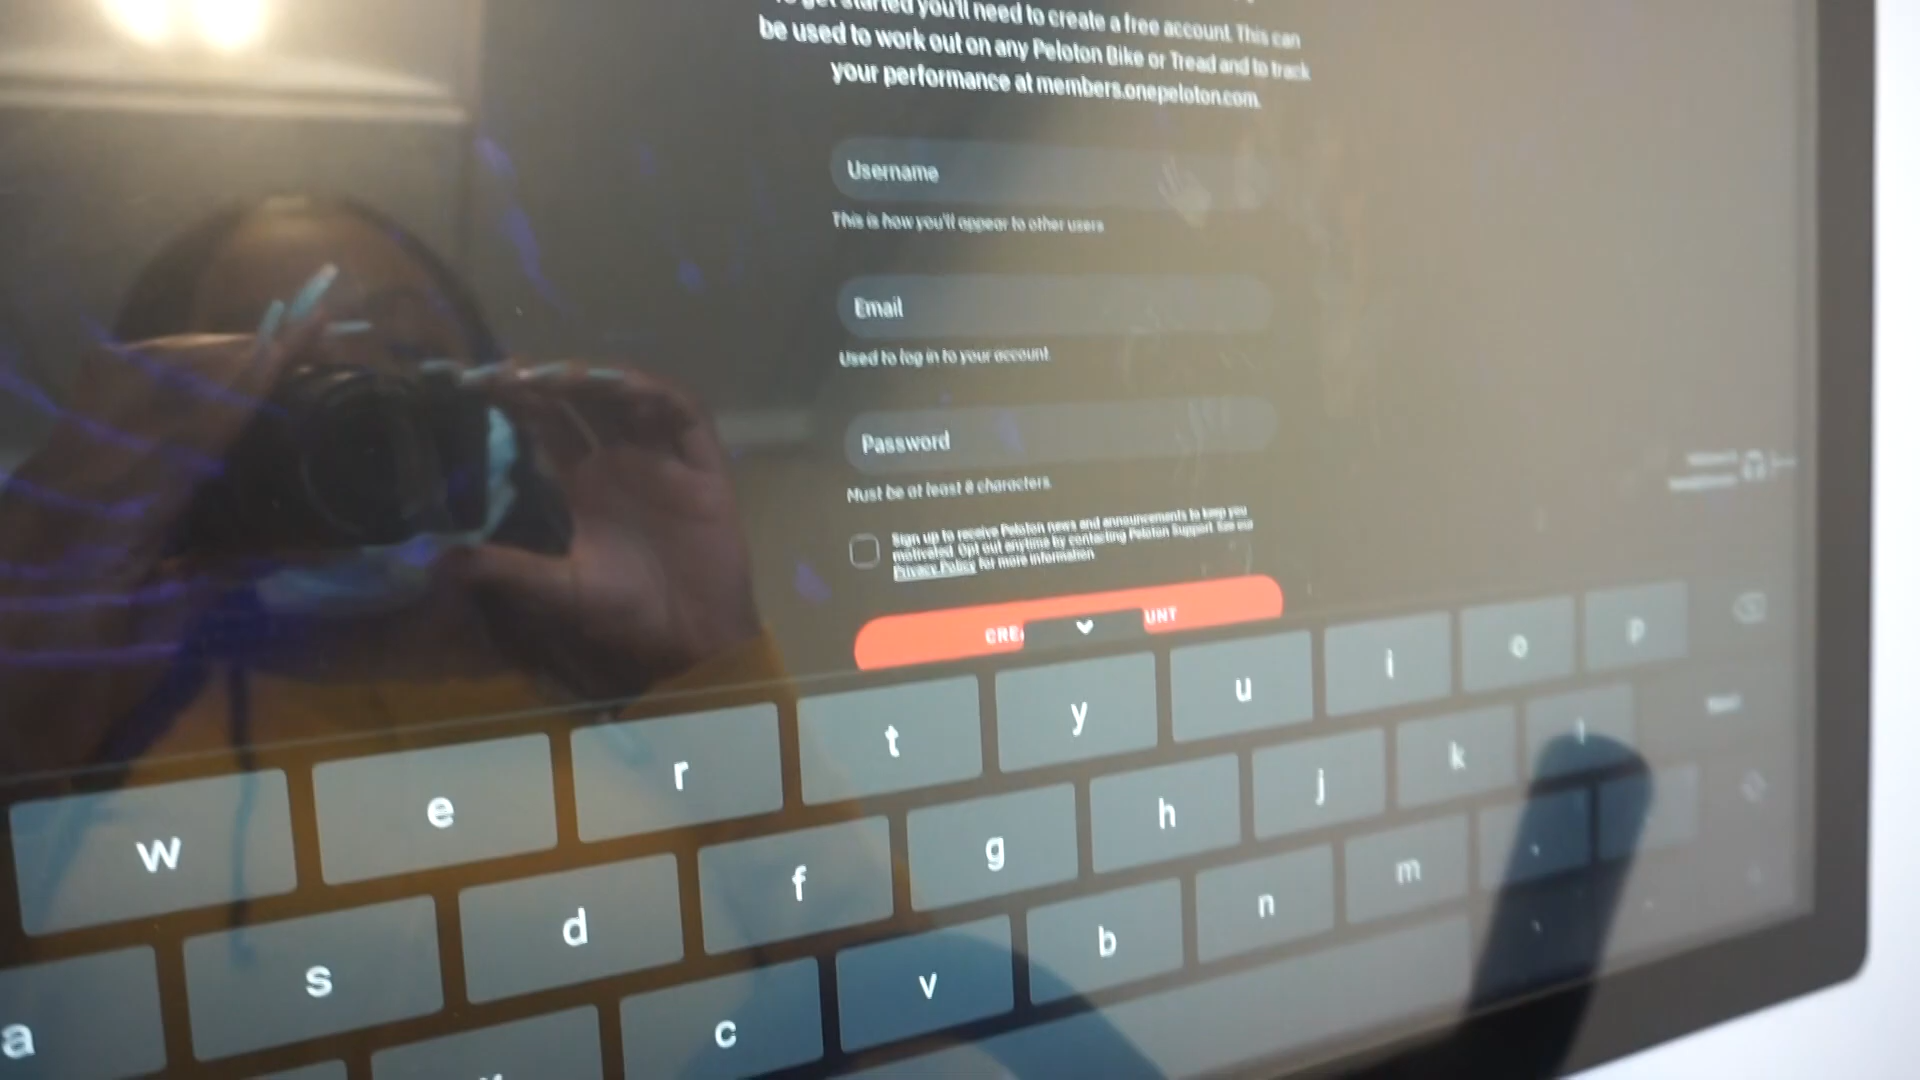 To get started you'll need to create a free account. This can
be used to work out on any Peloton Bike or Tread and to track
your performance at members.onepeloton.com.
Username
This is how you'll appear to other users
Email
Used to log in to your account
Password
Must be at least 8 characters.
Sign up to receive Peloton news and announcements to keep you
motivated. Opt out anytime by contacting Peloton Support. See our
Privacy Policy for more information.
CRE UNT
w e r t y u i o p
a s d f g h j k l
c v b n m